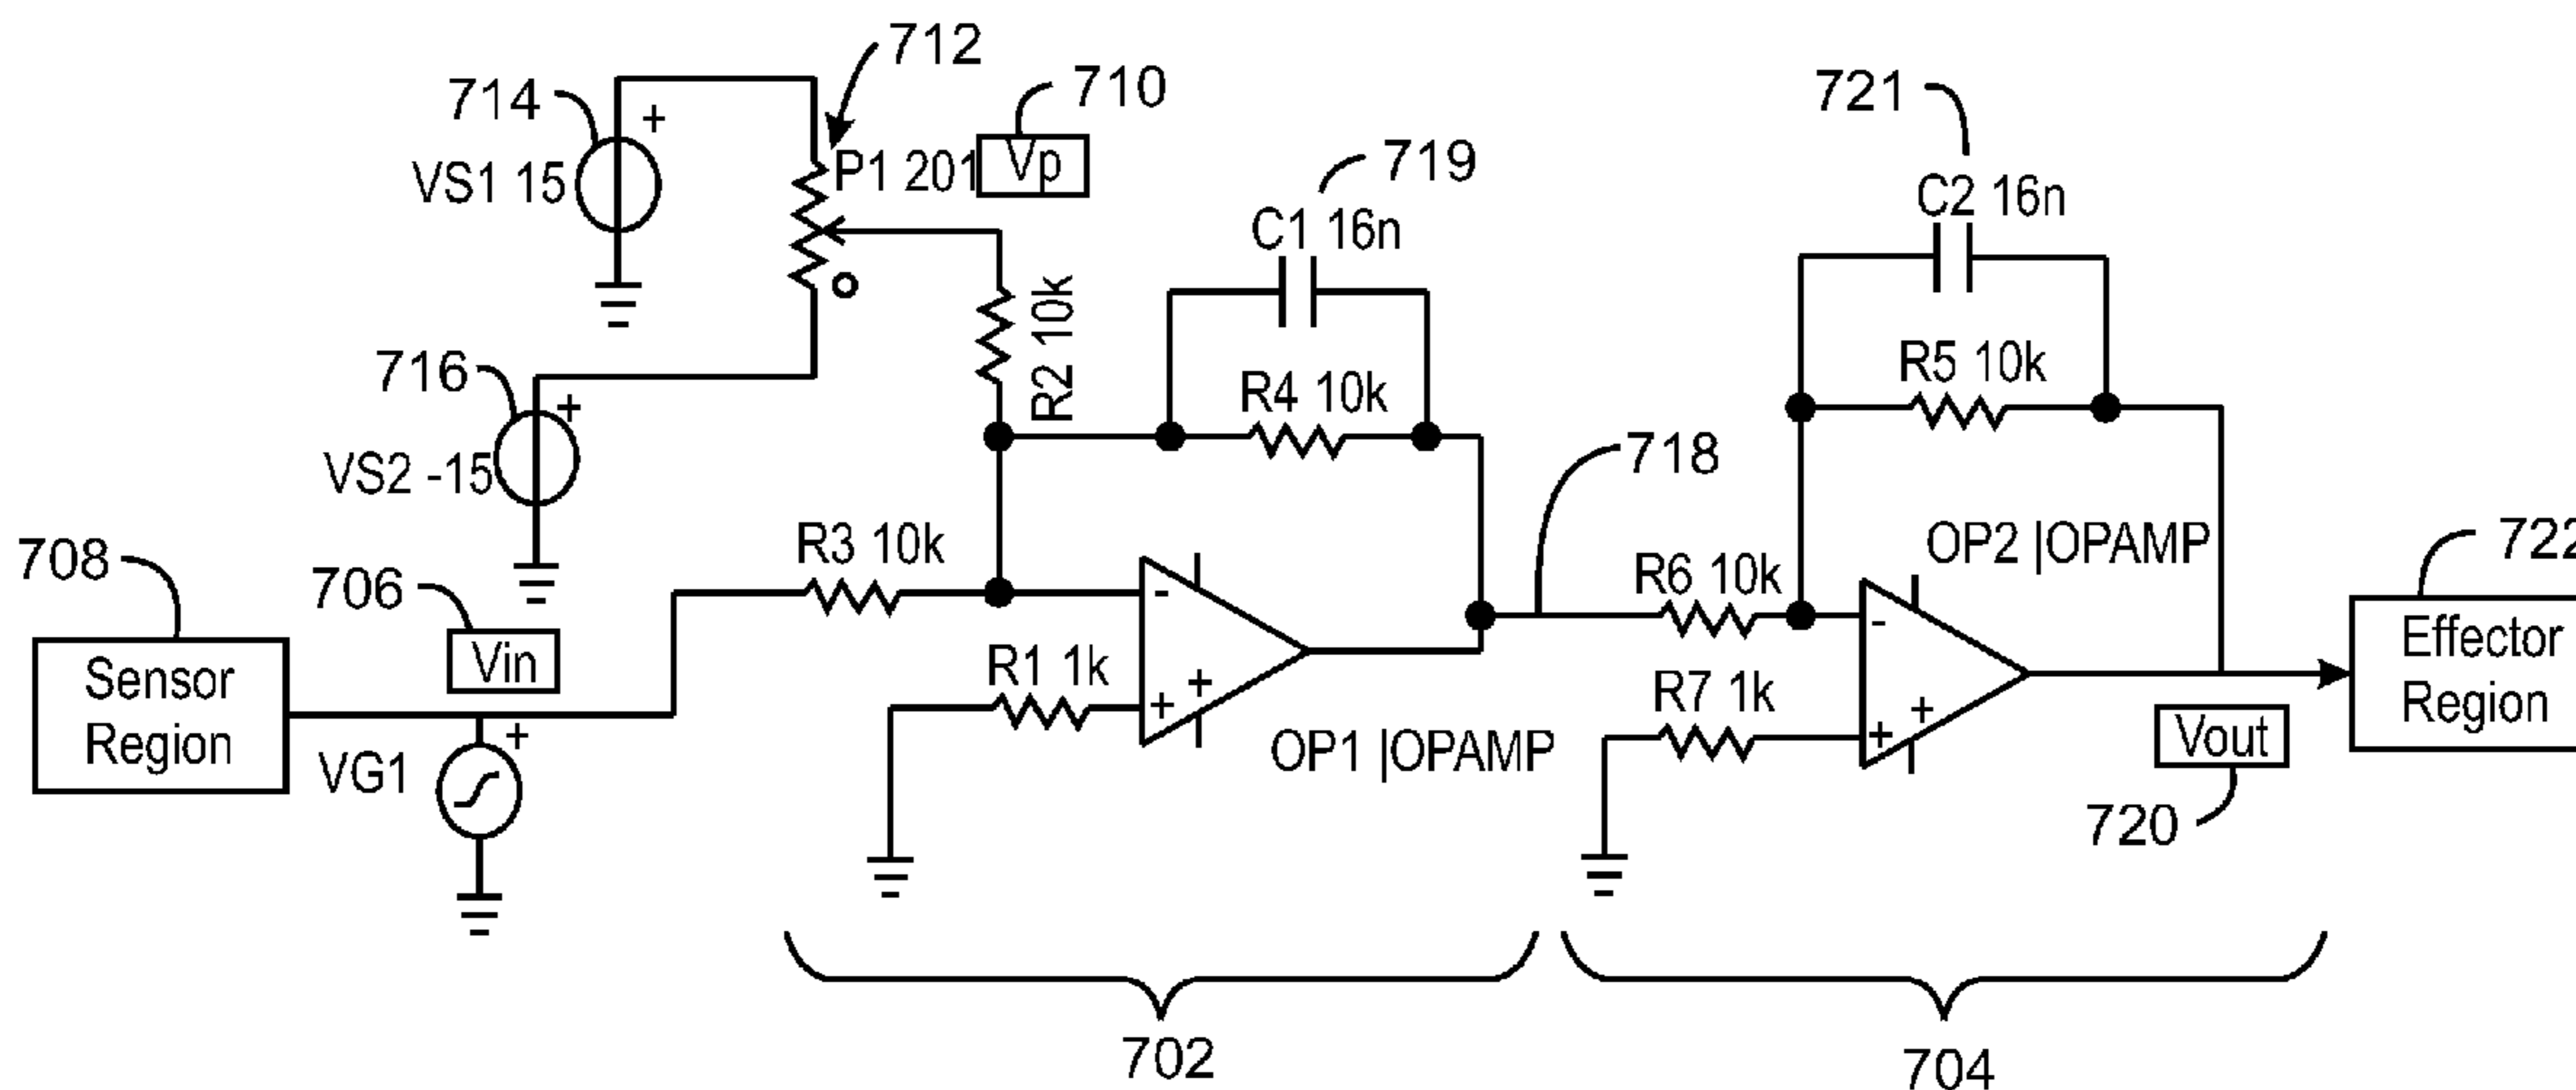 712
714
710
721
+
VS1 15
P1 201
Vp
719
C2 16n
C1 16n
R2 10k
716
+
R4 10k
R5 10k
VS2 -15
718
708
706
R3 10k
R6 10k
OP2 |OPAMP
-
-
Sensor
Region
Vin
R1 1k
+
+
R7 1k
+
+
Effector
Region
VG1
+
OP1 |OPAMP
Vout
720
702
704